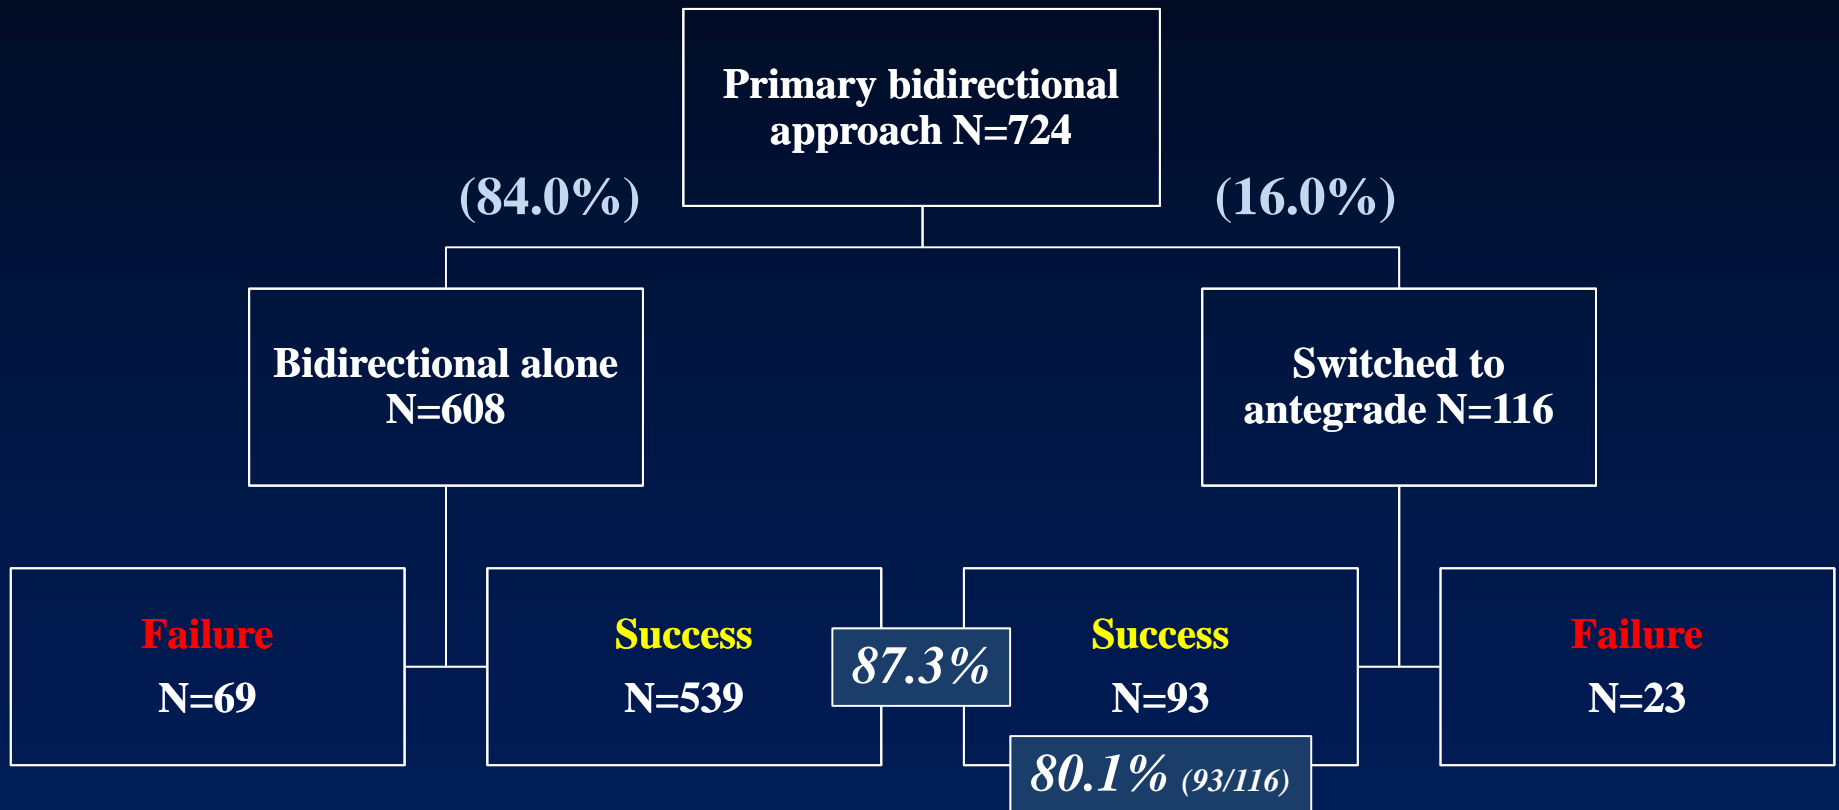 Primary bidirectional
approach N=724
(84.0%)
(16.0%)
Bidirectional alone
N=608
Switched to
antegrade N=116
Failure
N=69
Success
N=539
87.3%
Success
N=93
80.1% (93/116)
Failure
N=23